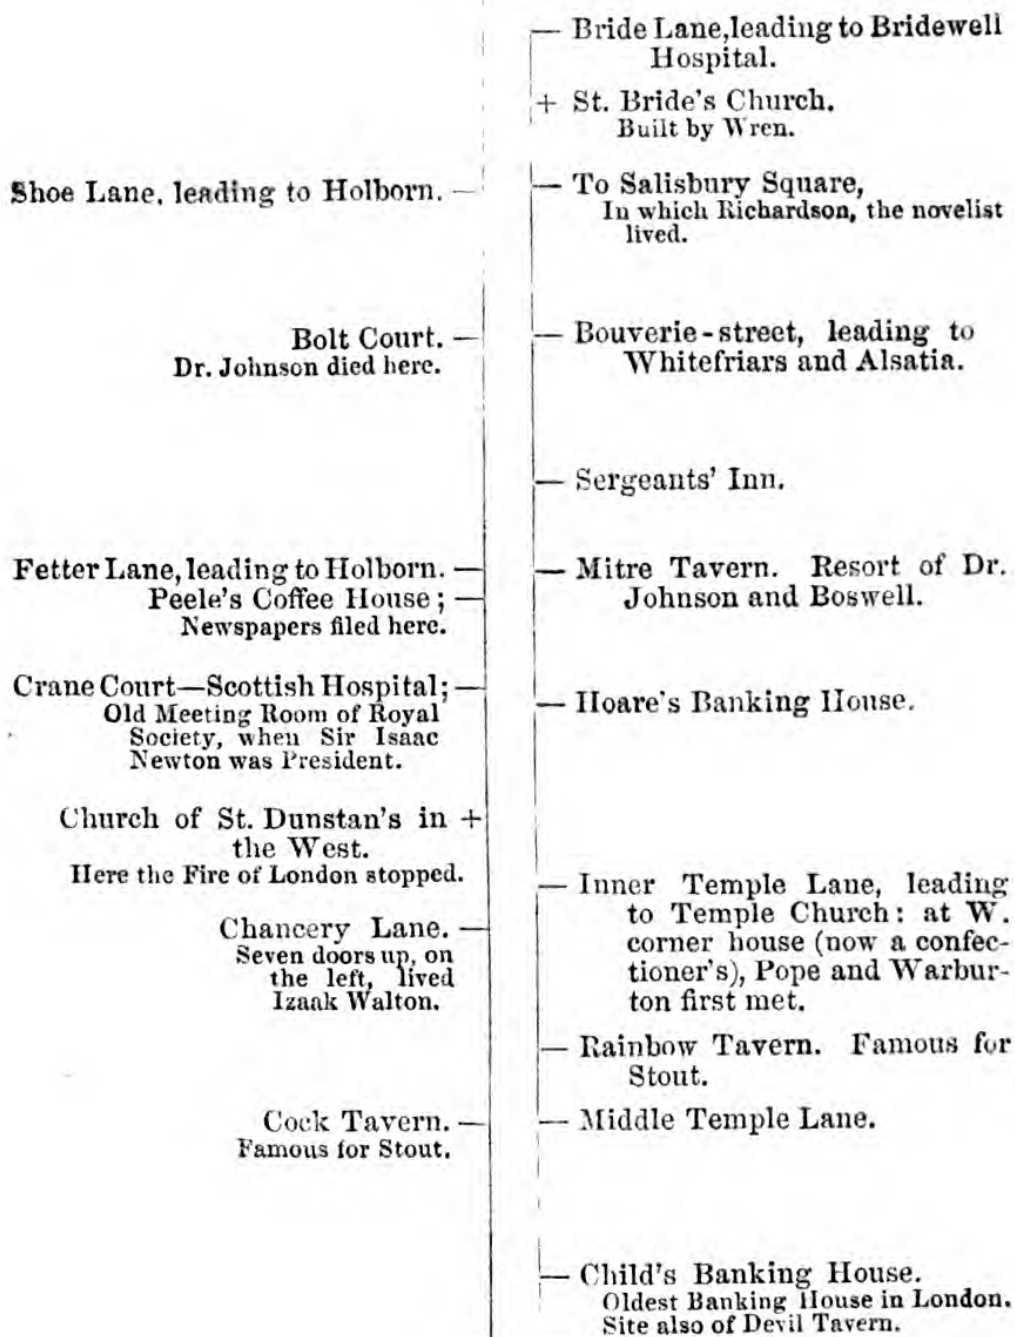 Bride Lane, leading to Bridewell
Hospital.
+ St. Bride's Church.
Built by Wren.
Shoe Lane, leading to Holborn. —
— To Salisbury Square,
In which Richardson, the novelist
lived.
Bolt Court. —
Dr. Johnson died here.
— Bouverie-street, leading to
Whitefriars and Alsatia.
— Sergeants' Inn.
Fetter Lane, leading to Holborn. —
Peele's Coffee House; —
Newspapers filed here.
— Mitre Tavern. Resort of Dr.
Johnson and Boswell.
Crane Court—Scottish Hospital; —
Old Meeting Room of Royal
Society, when Sir Isaac
Newton was President.
— Hoare's Banking House.
Church of St. Dunstan's in +
the West.
Here the Fire of London stopped.
— Inner Temple Lane, leading
to Temple Church: at W.
corner house (now a confec-
tioner's), Pope and Warbur-
ton first met.
Chancery Lane. —
Seven doors up, on
the left, lived
Izaak Walton.
— Rainbow Tavern. Famous for
Stout.
Cock Tavern. —
Famous for Stout.
— Middle Temple Lane.
— Child's Banking House.
Oldest Banking House in London.
Site also of Devil Tavern.